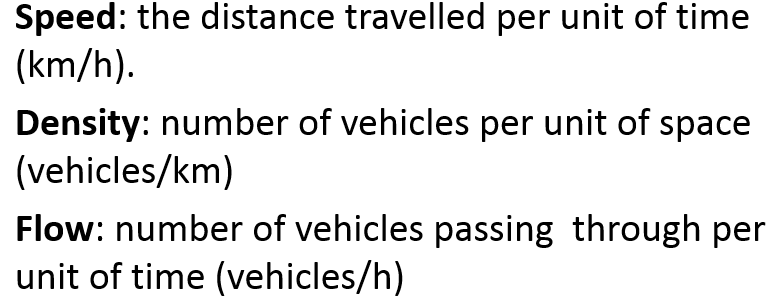 Speed: the distance travelled per unit of time
(km/h).
Density: number of vehicles per unit of space
(vehicles/km)
Flow: number of vehicles passing  through per
unit of time (vehicles/h)